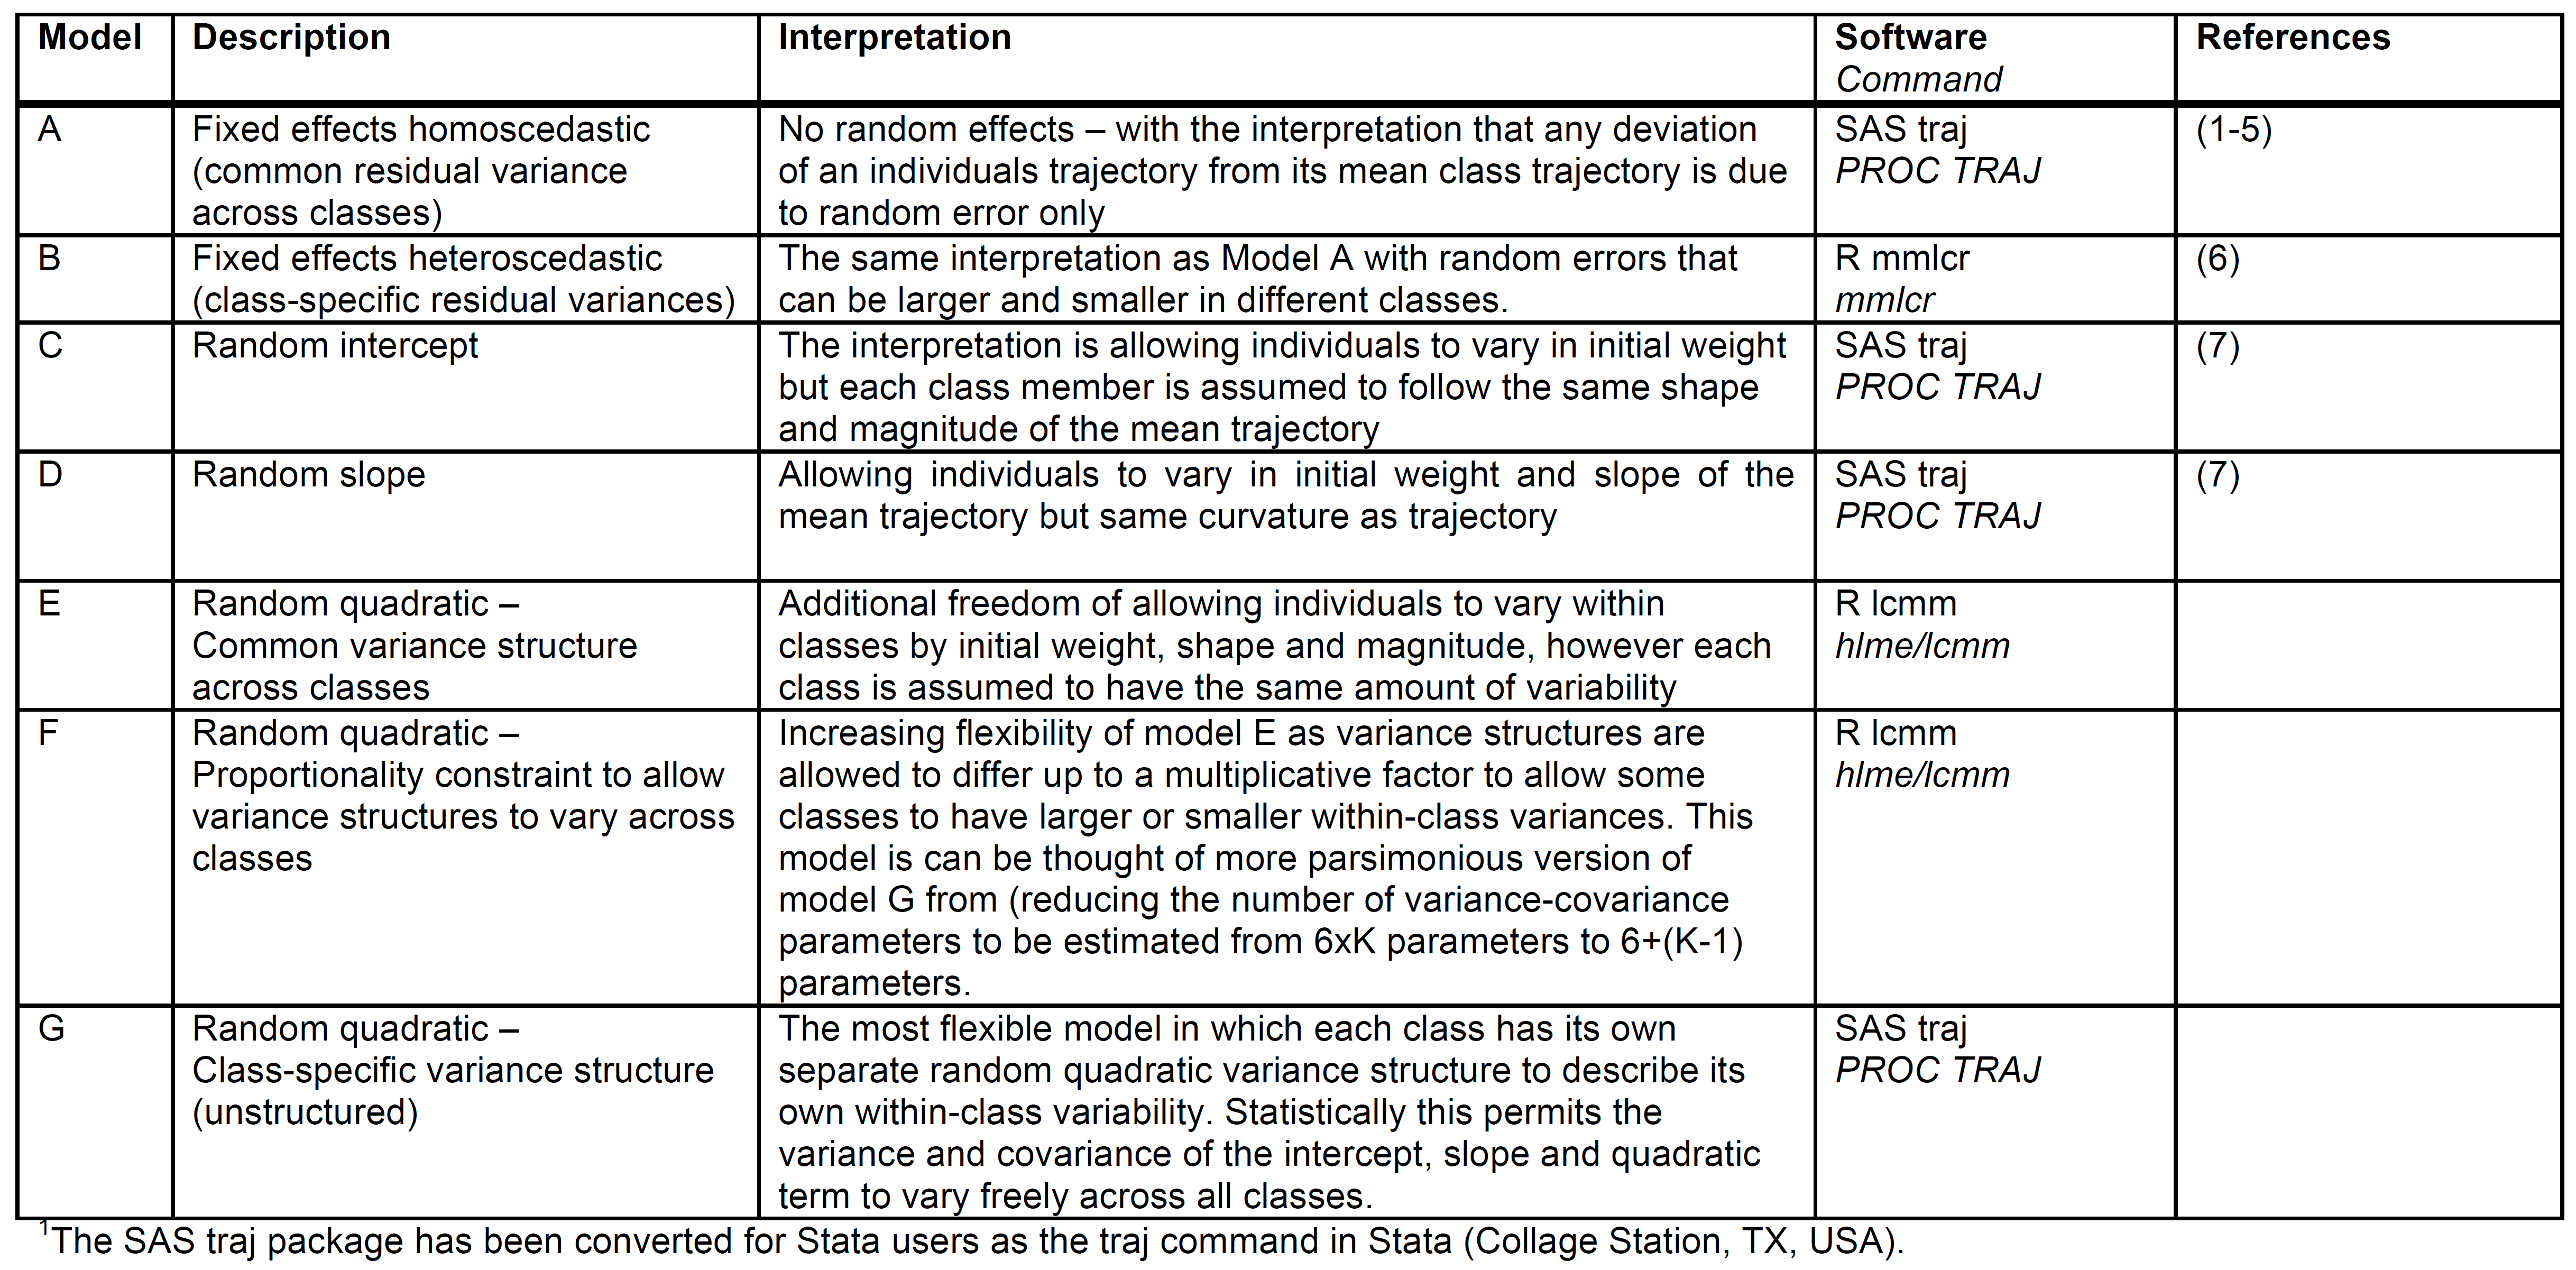 Model Description Interpretation Software References
Command
A Fixed effects homoscedastic No random effects – with the interpretation that any deviation SAS traj (1-5)
(common residual variance of an individuals trajectory from its mean class trajectory is due PROC TRAJ
across classes) to random error only
B Fixed effects heteroscedastic The same interpretation as Model A with random errors that R mmlcr (6)
(class-specific residual variances) can be larger and smaller in different classes. mmlcr
C Random intercept The interpretation is allowing individuals to vary in initial weight SAS traj (7)
but each class member is assumed to follow the same shape PROC TRAJ
and magnitude of the mean trajectory
D Random slope Allowing individuals to vary in initial weight and slope of the SAS traj (7)
mean trajectory but same curvature as trajectory PROC TRAJ
E Random quadratic – Additional freedom of allowing individuals to vary within R lcmm
Common variance structure classes by initial weight, shape and magnitude, however each hlme/lcmm
across classes class is assumed to have the same amount of variability
F Random quadratic – Increasing flexibility of model E as variance structures are R lcmm
Proportionality constraint to allow allowed to differ up to a multiplicative factor to allow some hlme/lcmm
variance structures to vary across classes to have larger or smaller within-class variances. This
classes model is can be thought of more parsimonious version of
model G from (reducing the number of variance-covariance
parameters to be estimated from 6xK parameters to 6+(K-1)
parameters.
G Random quadratic – The most flexible model in which each class has its own SAS traj
Class-specific variance structure separate random quadratic variance structure to describe its PROC TRAJ
(unstructured) own within-class variability. Statistically this permits the
variance and covariance of the intercept, slope and quadratic
term to vary freely across all classes.
1The SAS traj package has been converted for Stata users as the traj command in Stata (Collage Station, TX, USA).